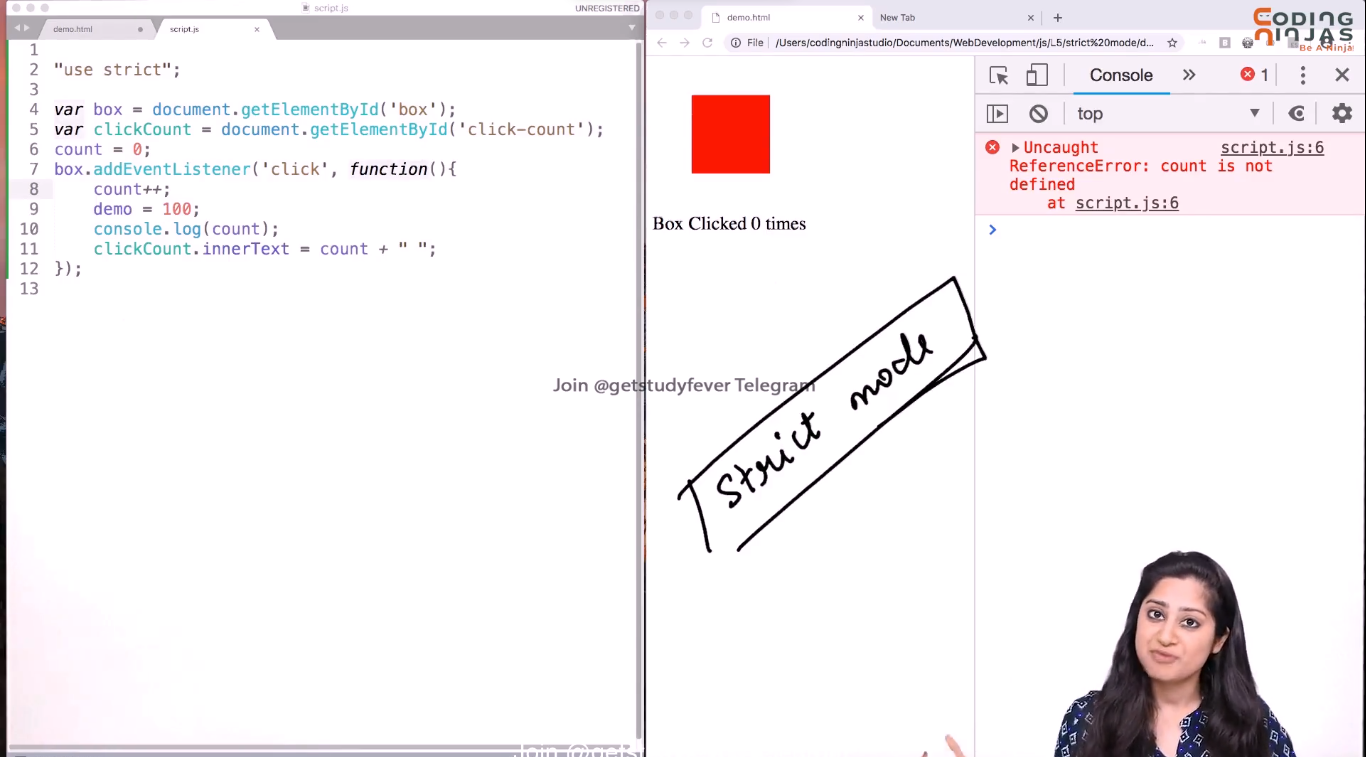 script.js
UNREGISTERED
demo.html
script.js
1
2 "use strict";
3
4 var box = document.getElementById('box');
5 var clickCount = document.getElementById('click-count');
6 count = 0;
7 box.addEventListener('click', function(){
8 count++;
9 demo = 100;
10 console.log(count);
11 clickCount.innerText = count + " ";
12 });
13
demo.html
New Tab
File /Users/codingninjastudio/Documents/WebDevelopment/js/L5/strict%20mode/d...
CODING
NINJAS
Be A Ninja!
Console 1
top
Uncaught script.js:6
ReferenceError: count is not
defined
at script.js:6
Box Clicked 0 times
Join @getstudyfever Telegram
Strict mode
Join @getst